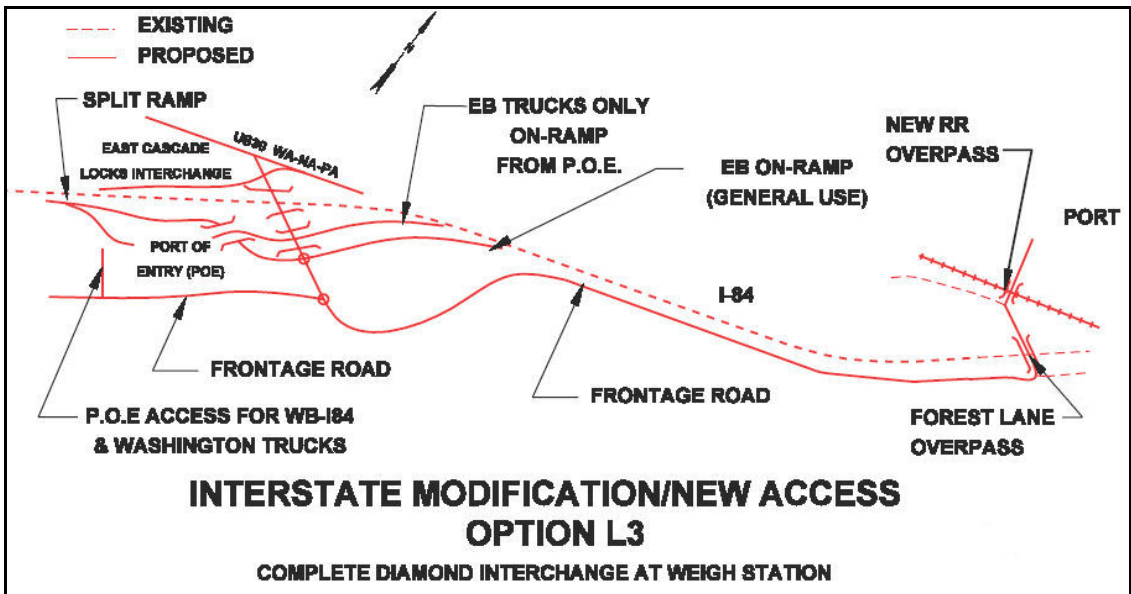 EXISTING
PROPOSED
N
SPLIT RAMP
EAST CASCADE
LOCKS INTERCHANGE
US30 WA-NA-PA
EB TRUCKS ONLY
ON-RAMP
FROM P.O.E.
EB ON-RAMP
(GENERAL USE)
NEW RR
OVERPASS
PORT
PORT OF
ENTRY (POE)
I-84
FRONTAGE ROAD
FRONTAGE ROAD
P.O.E ACCESS FOR WB-I84
& WASHINGTON TRUCKS
FOREST LANE
OVERPASS
INTERSTATE MODIFICATION/NEW ACCESS
OPTION L3
COMPLETE DIAMOND INTERCHANGE AT WEIGH STATION